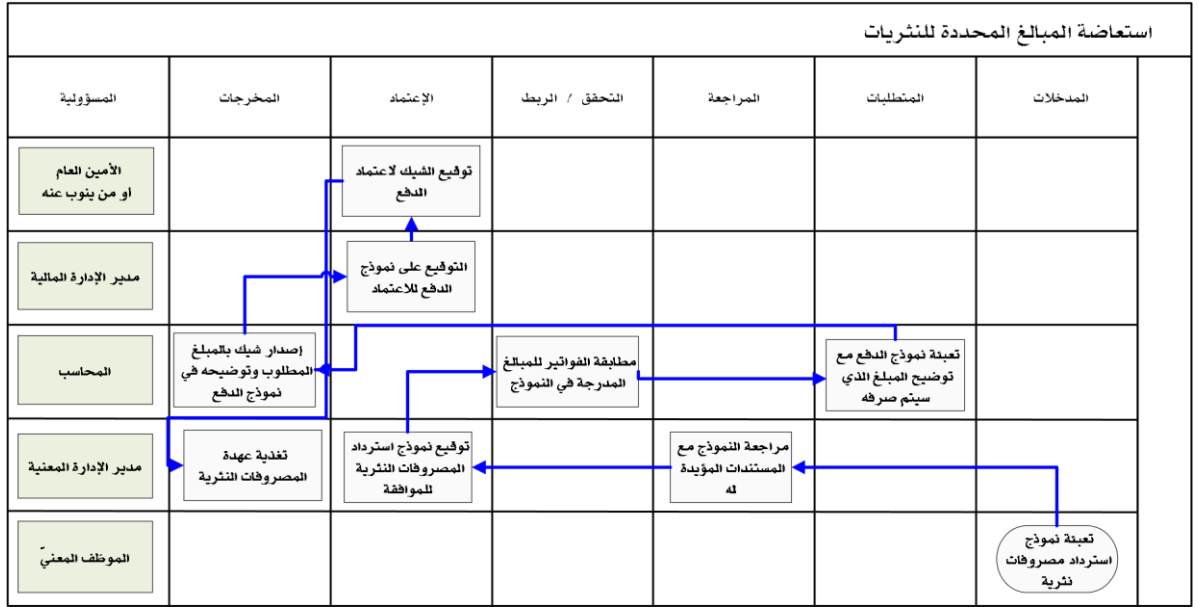 استعاضة المبالغ المحددة للنثريات
المدخلات
المتطلبات
المراجعة
التحقق / الربط
الإعتماد
المخرجات
المسؤولية
توقيع الشيك لاعتماد
الدفع
الأمين العام
أو من ينوب عنه
التوقيع على نموذج
الدفع للاعتماد
مدير الإدارة المالية
تعبئة نموذج الدفع مع
توضيح المبلغ الذي
سيتم صرفه
مطابقة الفواتير للمبالغ
المدرجة في النموذج
إصدار شيك بالمبلغ
المطلوب وتوضيحه في
نموذج الدفع
المحاسب
مراجعة النموذج مع
المستندات المؤيدة
له
توقيع نموذج استرداد
المصروفات النثرية
للموافقة
تغذية عهدة
المصروفات النثرية
مدير الإدارة المعنية
تعبئة نموذج
استرداد مصروفات
نثرية
الموظف المعنيّ